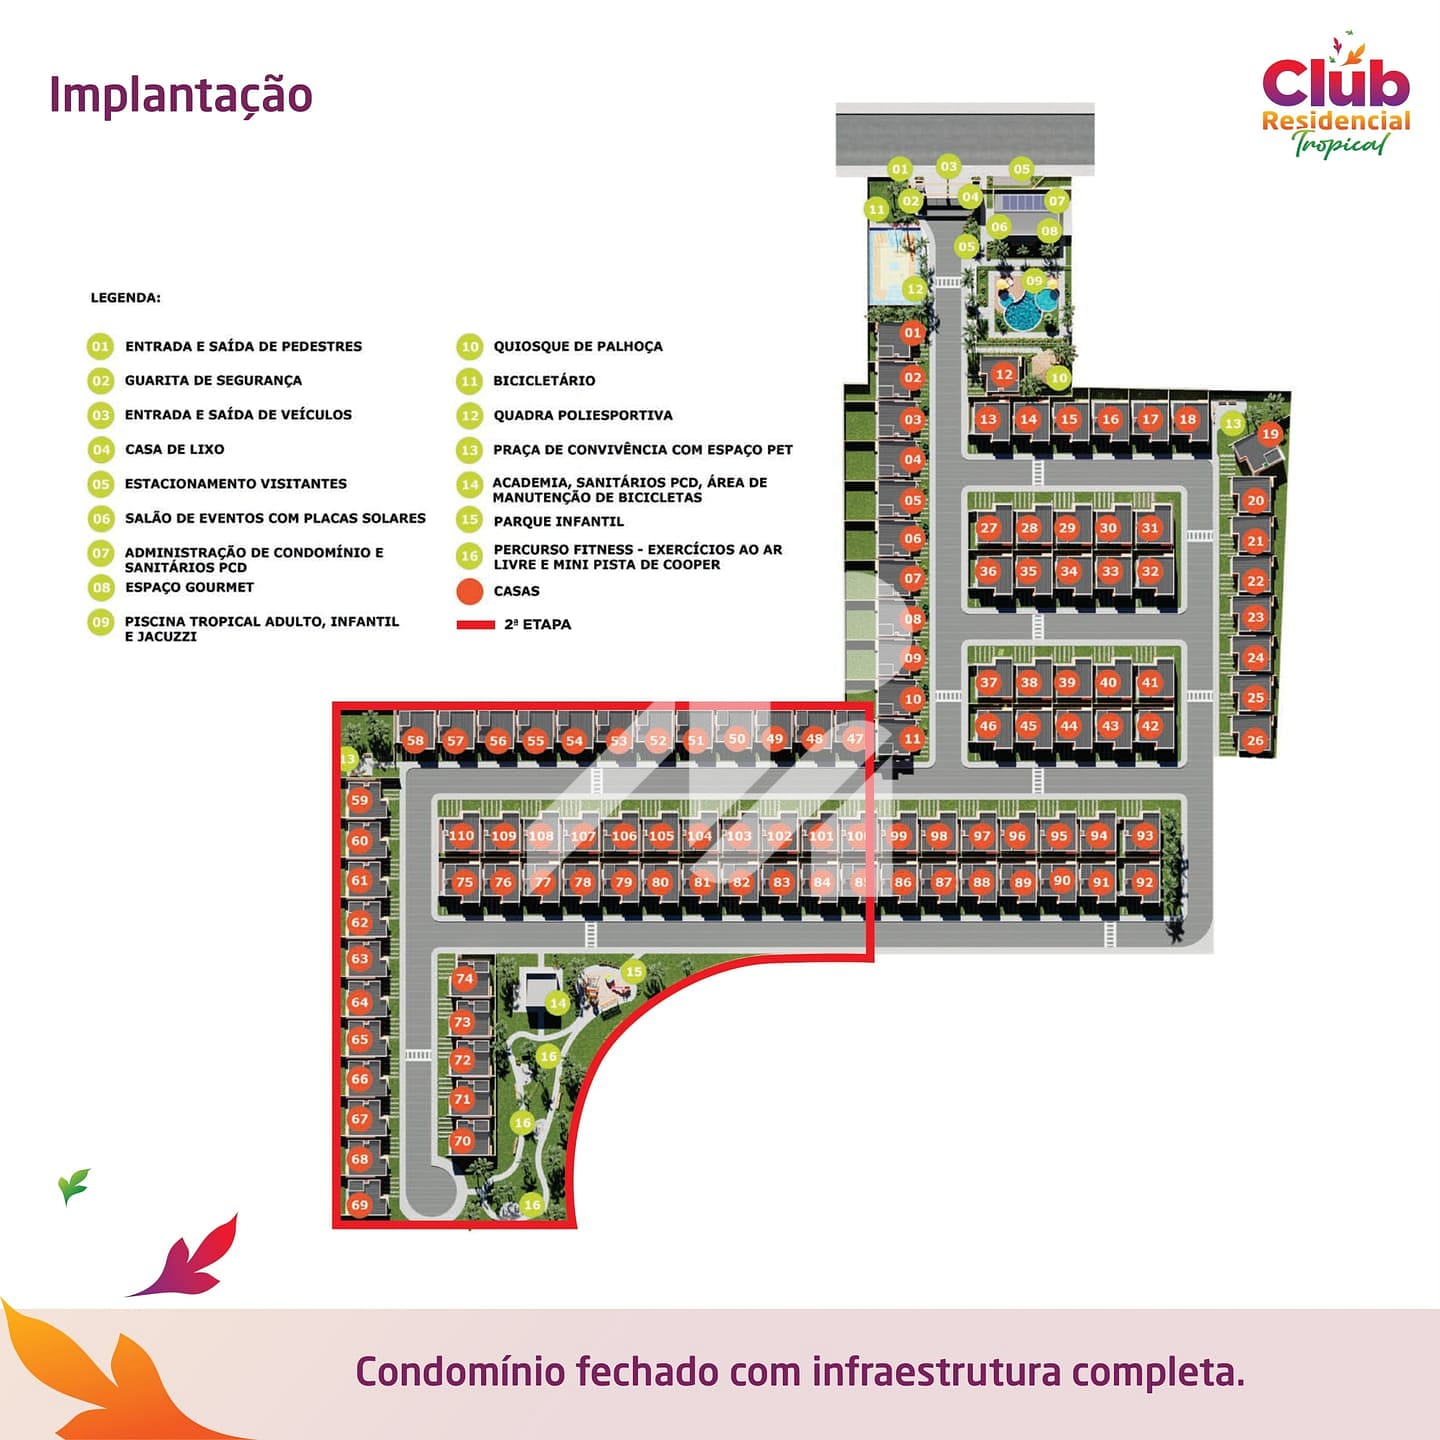 Implantação
Club
Residencial
Tropical
LEGENDA:
01 ENTRADA E SAÍDA DE PEDESTRES
02 GUARITA DE SEGURANÇA
03 ENTRADA E SAÍDA DE VEÍCULOS
04 CASA DE LIXO
05 ESTACIONAMENTO VISITANTES
06 SALÃO DE EVENTOS COM PLACAS SOLARES
07 ADMINISTRAÇÃO DE CONDOMÍNIO E
SANITÁRIOS PCD
08 ESPAÇO GOURMET
09 PISCINA TROPICAL ADULTO, INFANTIL
E JACUZZI
10 QUIOSQUE DE PALHOÇA
11 BICICLETÁRIO
12 QUADRA POLIESPORTIVA
13 PRAÇA DE CONVIVÊNCIA COM ESPAÇO PET
14 ACADEMIA, SANITÁRIOS PCD, ÁREA DE
MANUTENÇÃO DE BICICLETAS
15 PARQUE INFANTIL
16 PERCURSO FITNESS - EXERCÍCIOS AO AR
LIVRE E MINI PISTA DE COOPER
CASAS
2ª ETAPA
01 03 05
11 02 04 07
06 08
05
12 09
01
02 12 10
03 13 14 15 16 17 18 13 19
04
05 20
06 27 28 29 30 31 21
07 36 35 34 33 32 22
08 23
09 24
10 37 38 39 40 41 25
11 46 45 44 43 42 26
58 57 56 55 54 53 52 51 50 49 48 47
13
59
60 110 109 108 107 106 105 104 103 102 101 100 99 98 97 96 95 94 93
61 75 76 77 78 79 80 81 82 83 84 85 86 87 88 89 90 91 92
62
63
64 74 14 15
65 73
66 72 16
67 71 16
68 70
69 16
Condomínio fechado com infraestrutura completa.